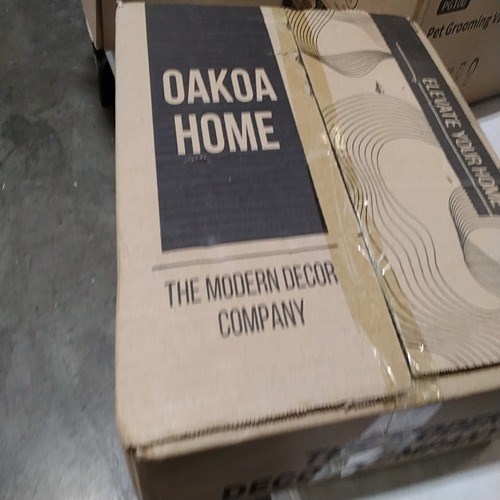 OAKOA
HOME
THE MODERN DECOR
COMPANY
ELEVATE YOUR HOME
Pet Grooming